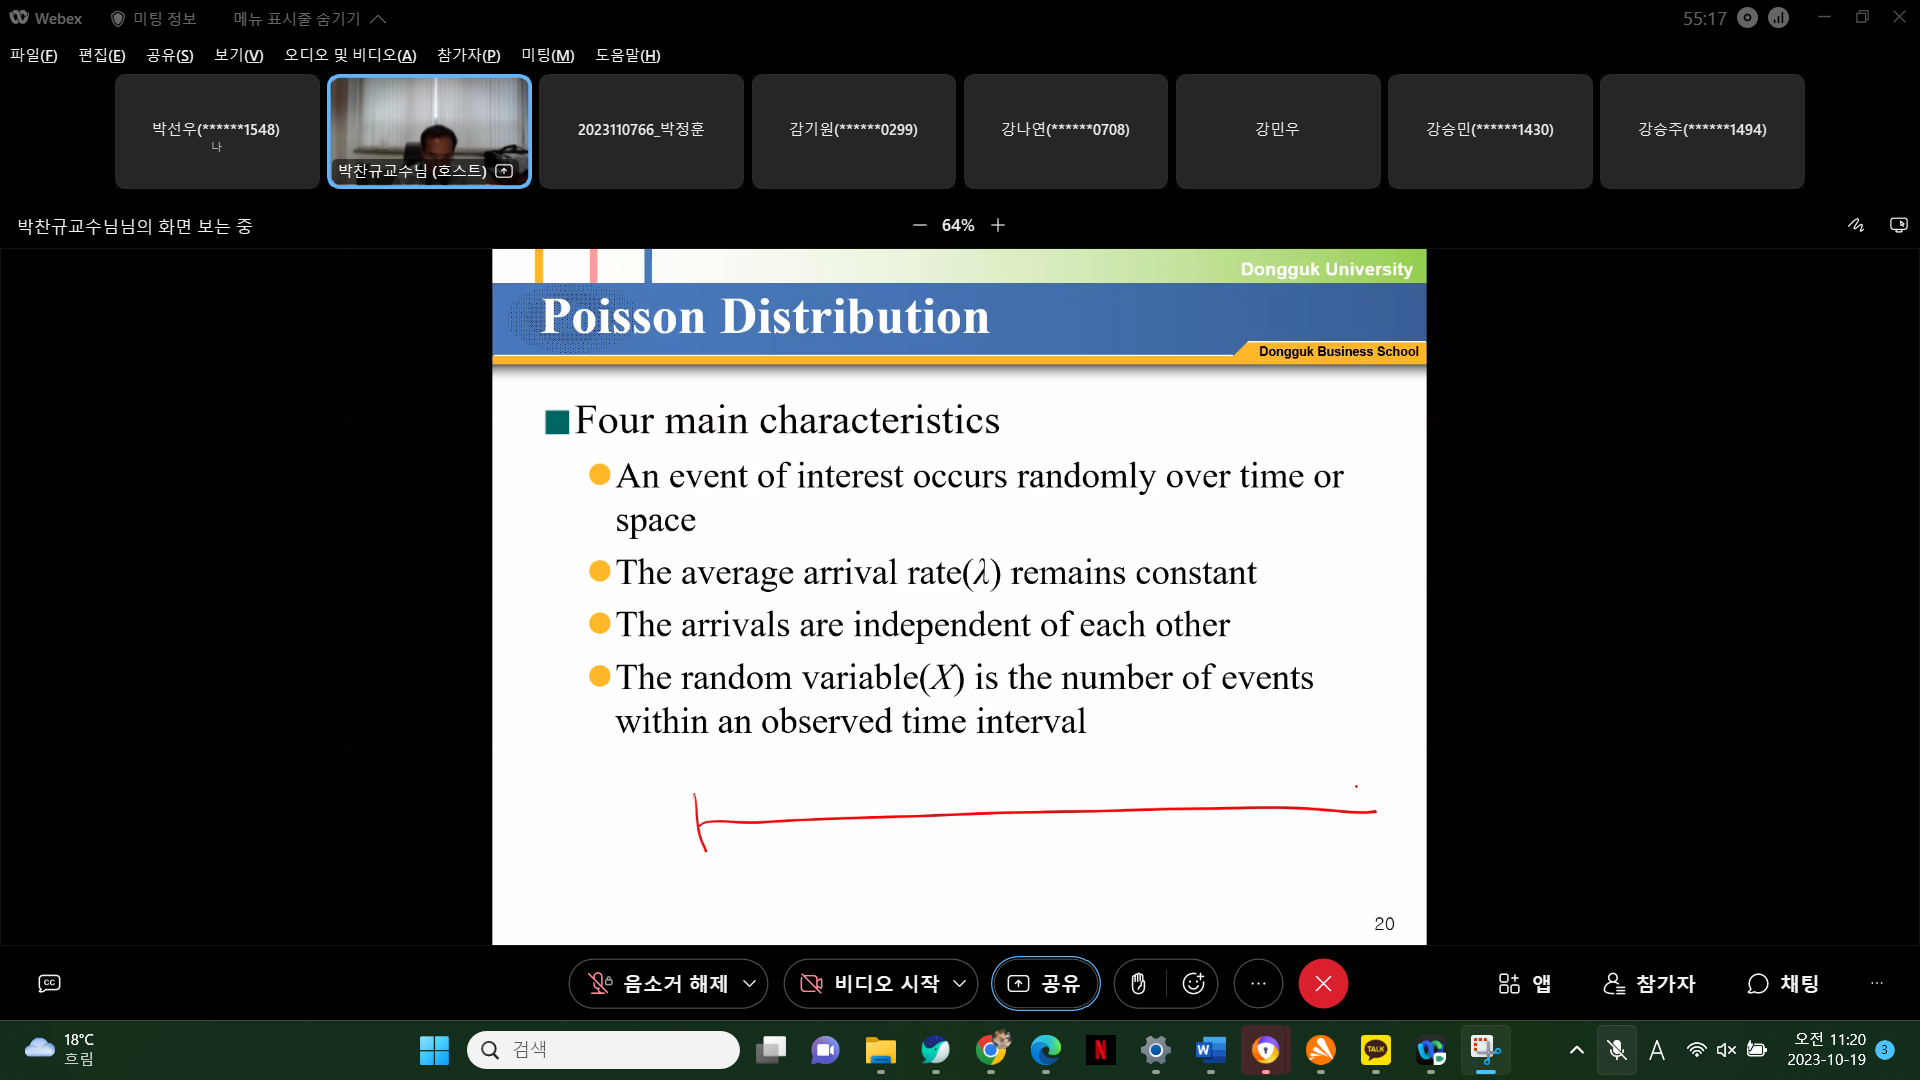 Webex 미팅 정보 메뉴 표시줄 숨기기 55:17
파일(F) 편집(E) 공유(S) 보기(V) 오디오 및 비디오(A) 참가자(P) 미팅(M) 도움말(H)
박선우(******1548)
나
박찬규교수님 (호스트)
2023110766_박정훈
감기원(******0299)
강나연(******0708)
강민우
강승민(******1430)
강승주(******1494)
박찬규교수님님의 화면 보는 중
64%
Dongguk University
Poisson Distribution
Dongguk Business School
Four main characteristics
An event of interest occurs randomly over time or
space
The average arrival rate(λ) remains constant
The arrivals are independent of each other
The random variable(X) is the number of events
within an observed time interval
20
CC 음소거 해제 비디오 시작 공유 앱 참가자 채팅
18°C
흐림
검색
N
W
TALK
A
오전 11:20
2023-10-19
3